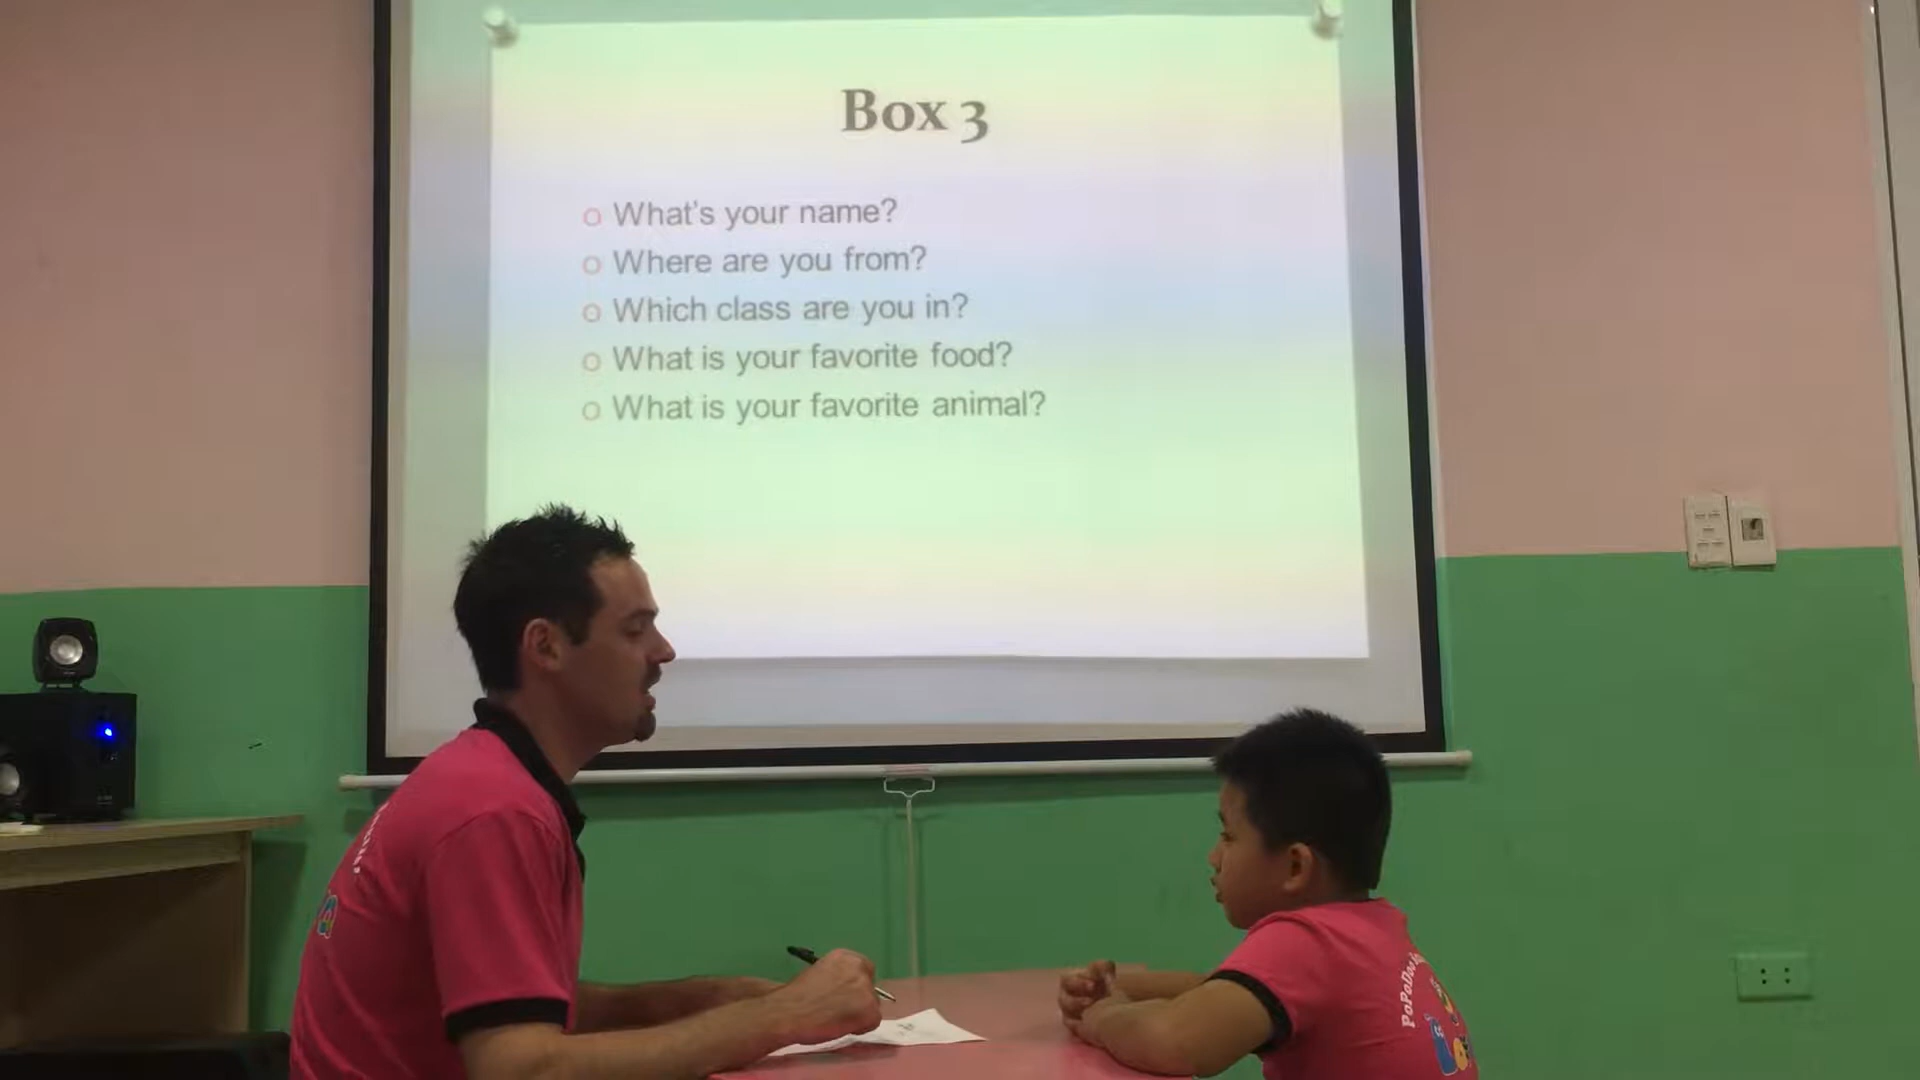 Box 3
What's your name?
Where are you from?
Which class are you in?
What is your favorite food?
What is your favorite animal?